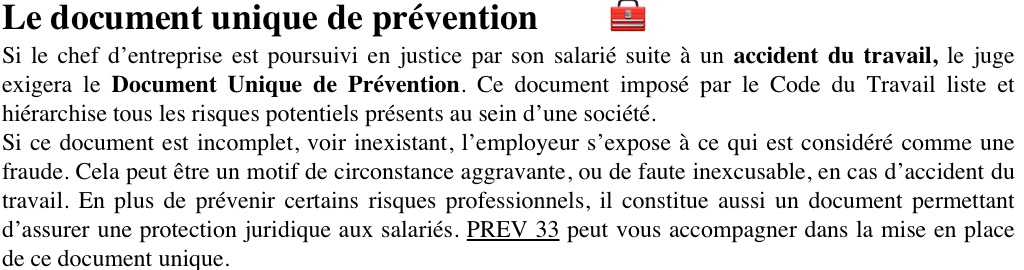 Le document unique de prévention
Si le chef d’entreprise est poursuivi en justice par son salarié suite à un accident du travail, le juge
exigera le Document Unique de Prévention. Ce document imposé par le Code du Travail liste et
hiérarchise tous les risques potentiels présents au sein d’une société.
Si ce document est incomplet, voir inexistant, l’employeur s’expose à ce qui est considéré comme une
fraude. Cela peut être un motif de circonstance aggravante, ou de faute inexcusable, en cas d’accident du
travail. En plus de prévenir certains risques professionnels, il constitue aussi un document permettant
d’assurer une protection juridique aux salariés. PREV 33 peut vous accompagner dans la mise en place
de ce document unique.